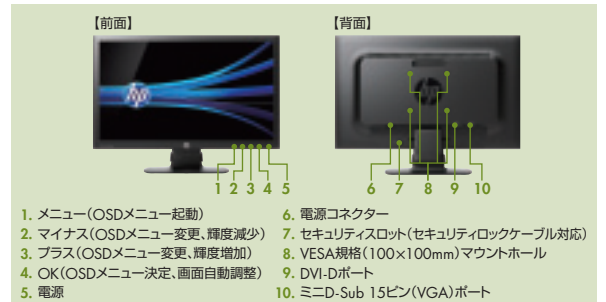 【前面】
【背面】
hp
hp
1 2 3 4 5
6 7 8 9 10
1. メニュー(OSDメニュー起動)
2. マイナス(OSDメニュー変更、輝度減少)
3. プラス(OSDメニュー変更、輝度増加)
4. OK(OSDメニュー決定、画面自動調整)
5. 電源
6. 電源コネクター
7. セキュリティスロット(セキュリティロックケーブル対応)
8. VESA規格(100×100mm)マウントホール
9. DVI-Dポート
10. ミニD-Sub 15ピン(VGA)ポート